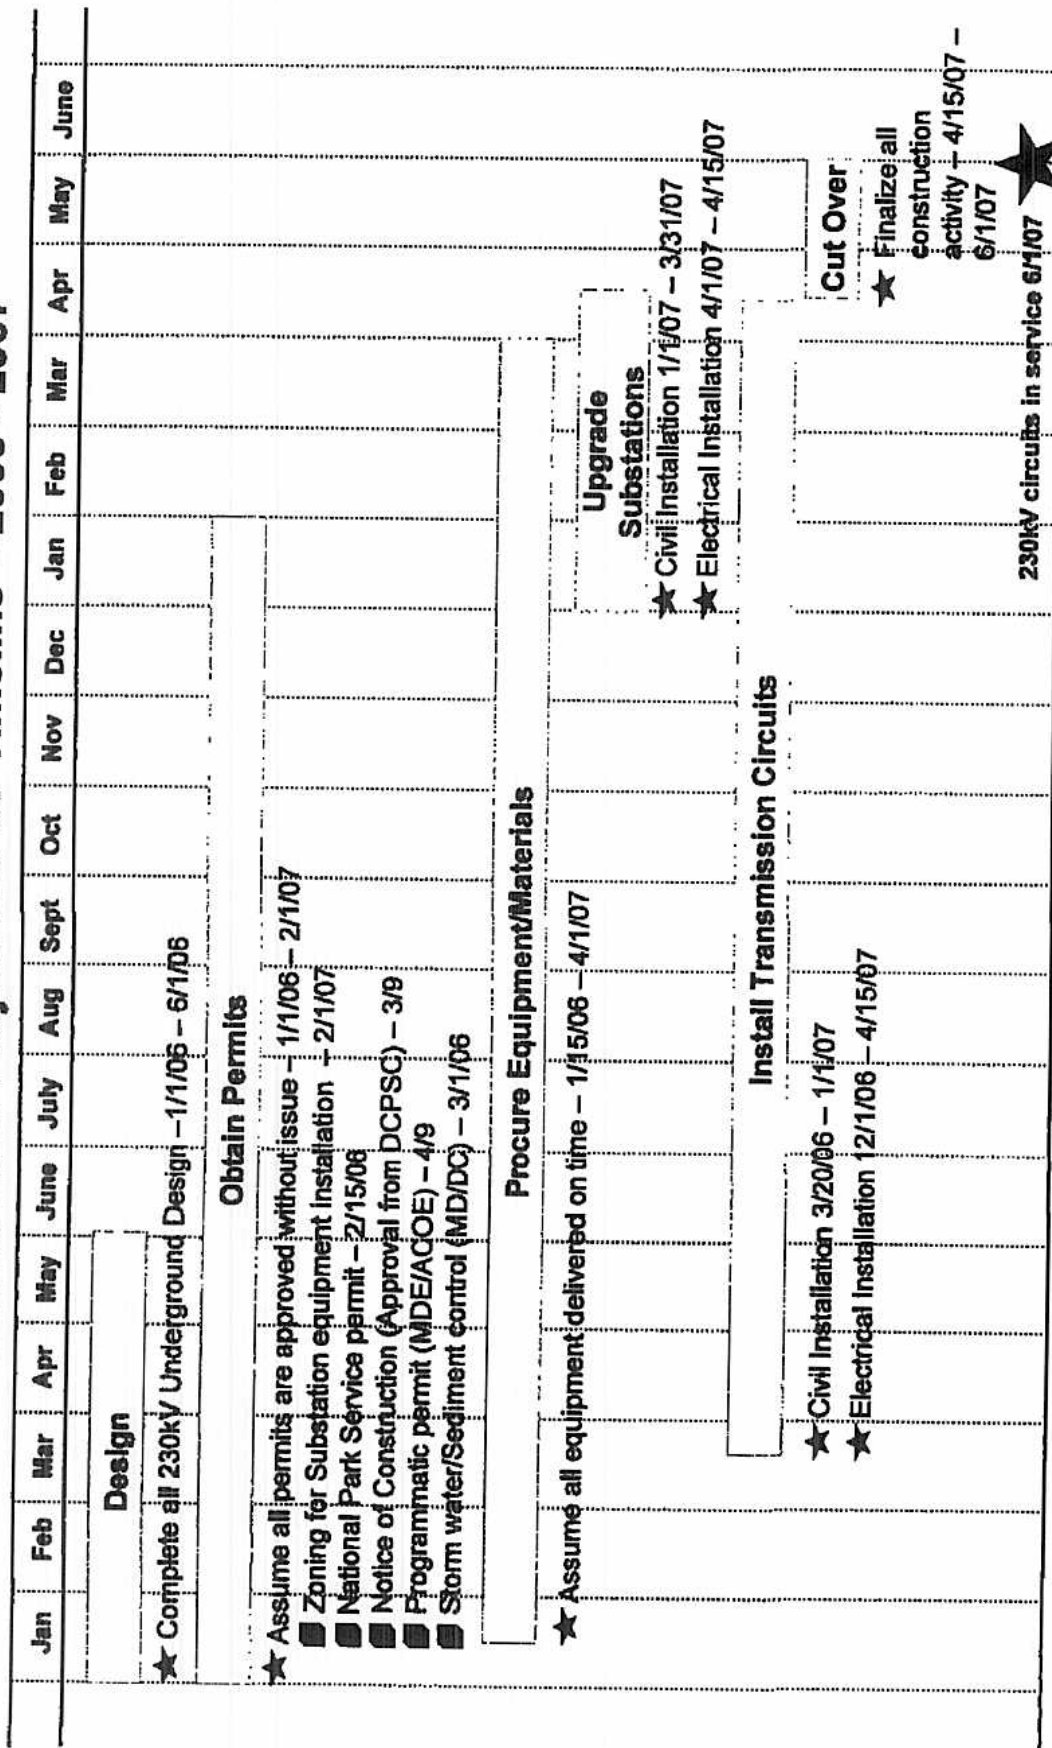 Jan Feb Mar Apr May June July Aug Sept Oct Nov Dec Jan Feb Mar Apr May June
Design
Complete all 230kV Underground Design –1/1/06 – 6/1/06
Obtain Permits
Assume all permits are approved without issue – 1/1/06 – 2/1/07
Zoning for Substation equipment installation – 2/1/07
National Park Service permit – 2/15/06
Notice of Construction (Approval from DCPSC) – 3/9
Programmatic permit (MDE/ACOE) – 4/9
Storm water/Sediment control (MD/DC) – 3/1/06
Procure Equipment/Materials
Assume all equipment delivered on time – 1/15/06 – 4/1/07
Upgrade
Substations
Civil Installation 1/1/07 – 3/31/07
Electrical Installation 4/1/07 – 4/15/07
Install Transmission Circuits
Civil Installation 3/20/06 – 1/1/07
Electrical Installation 12/1/06 – 4/15/07
Cut Over
Finalize all
construction
activity – 4/15/07 –
6/1/07
230kV circuits in service 6/1/07